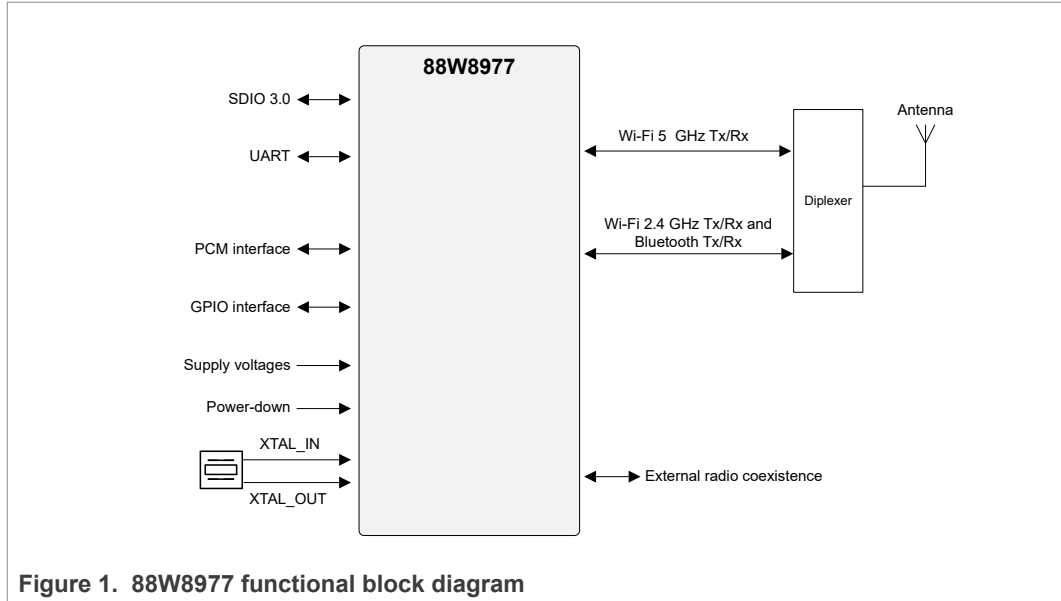 88W8977
SDIO 3.0
UART
PCM interface
GPIO interface
Supply voltages
Power-down
XTAL_IN
XTAL_OUT
Wi-Fi 5 GHz Tx/Rx
Wi-Fi 2.4 GHz Tx/Rx and
Bluetooth Tx/Rx
Diplexer
Antenna
External radio coexistence
Figure 1. 88W8977 functional block diagram